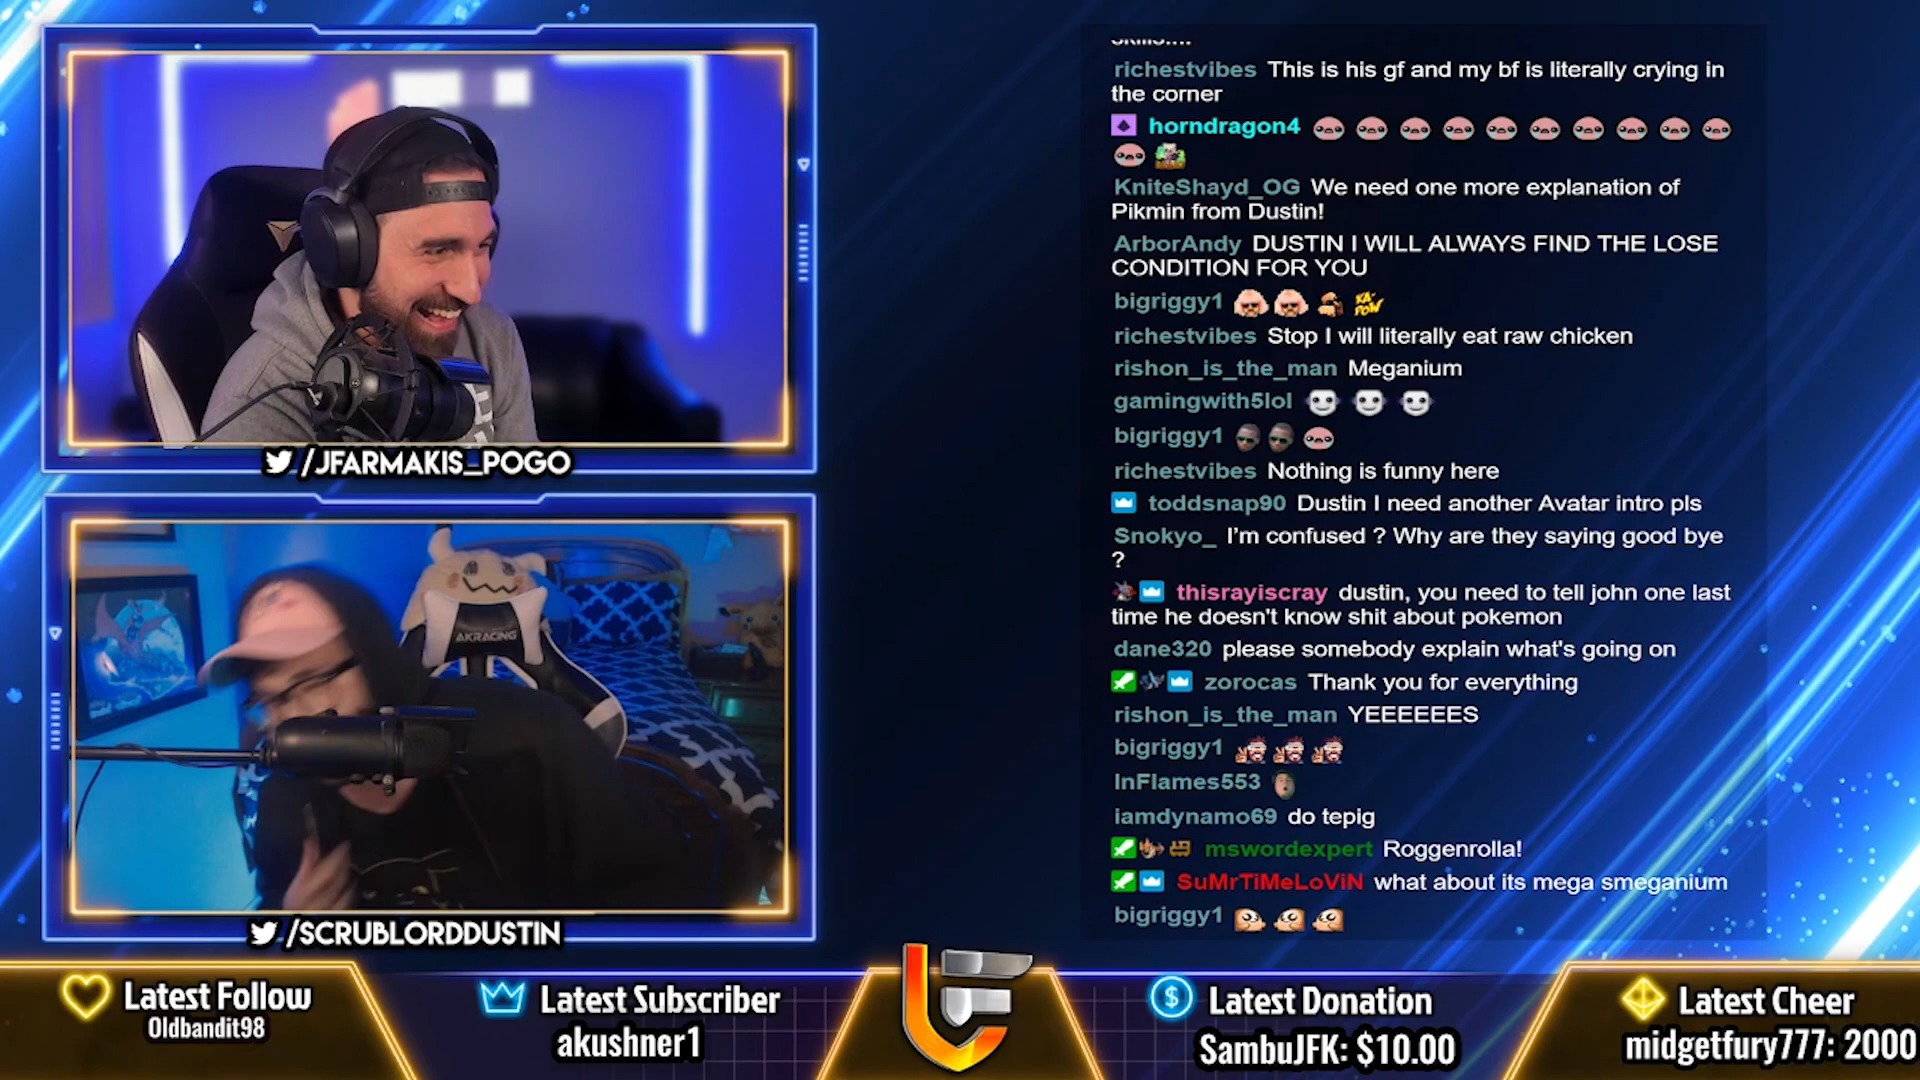 richestvibes This is his gf and my bf is literally crying in
the corner
horndragon4
KniteShayd_OG We need one more explanation of
Pikmin from Dustin!
ArborAndy DUSTIN I WILL ALWAYS FIND THE LOSE
CONDITION FOR YOU
bigriggy1 KA-POW
richestvibes Stop I will literally eat raw chicken
rishon_is_the_man Meganium
gamingwith5lol
bigriggy1
richestvibes Nothing is funny here
toddsnap90 Dustin I need another Avatar intro pls
Snokyo_ I'm confused ? Why are they saying good bye
?
thisrayiscray dustin, you need to tell john one last
time he doesn't know shit about pokemon
dane320 please somebody explain what's going on
zorocas Thank you for everything
rishon_is_the_man YEEEEEES
bigriggy1
InFlames553
iamdynamo69 do tepig
mswordexpert Roggenrolla!
SuMrTiMeLoViN what about its mega smeganium
bigriggy1
/JFARMAKIS_POGO
AKRACING
/SCRUBLORDDUSTIN
Latest Follow
Oldbandit98
Latest Subscriber
akushner1
LF
Latest Donation
SambuJFK: $10.00
Latest Cheer
midgetfury777: 2000